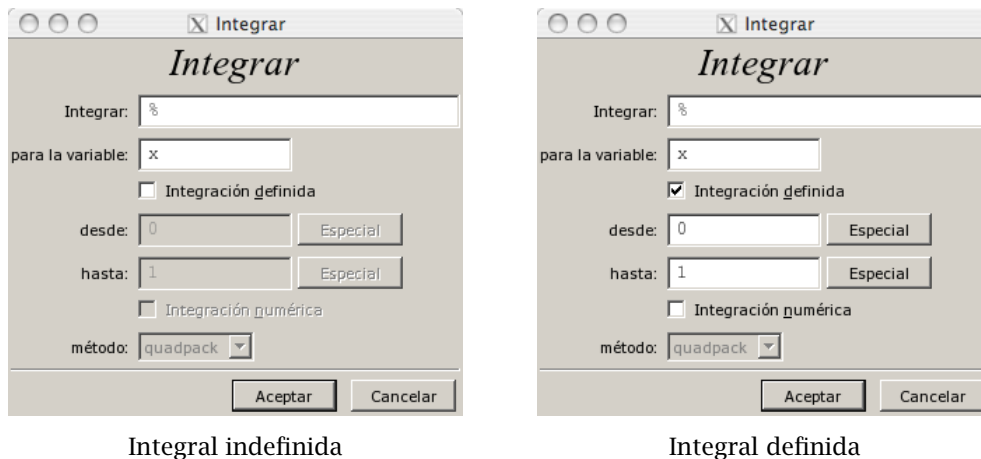 Integrar
Integrar
Integrar: %
para la variable: x
Integración definida
desde: 0 Especial
hasta: 1 Especial
Integración numérica
método: quadpack
Aceptar Cancelar
Integral indefinida
Integrar
Integrar
Integrar: %
para la variable: x
Integración definida
desde: 0 Especial
hasta: 1 Especial
Integración numérica
método: quadpack
Aceptar Cancelar
Integral definida